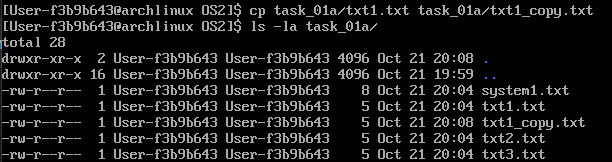 [User-f3b9b643@archlinux OS2]$ cp task_01a/txt1.txt task_01a/txt1_copy.txt
[User-f3b9b643@archlinux OS2]$ ls -la task_01a/
total 28
drwxr-xr-x  2 User-f3b9b643 User-f3b9b643 4096 Oct 21 20:08 .
drwxr-xr-x 16 User-f3b9b643 User-f3b9b643 4096 Oct 21 19:59 ..
-rw-r--r--  1 User-f3b9b643 User-f3b9b643    8 Oct 21 20:04 system1.txt
-rw-r--r--  1 User-f3b9b643 User-f3b9b643    5 Oct 21 20:04 txt1.txt
-rw-r--r--  1 User-f3b9b643 User-f3b9b643    5 Oct 21 20:08 txt1_copy.txt
-rw-r--r--  1 User-f3b9b643 User-f3b9b643    5 Oct 21 20:04 txt2.txt
-rw-r--r--  1 User-f3b9b643 User-f3b9b643    5 Oct 21 20:04 txt3.txt